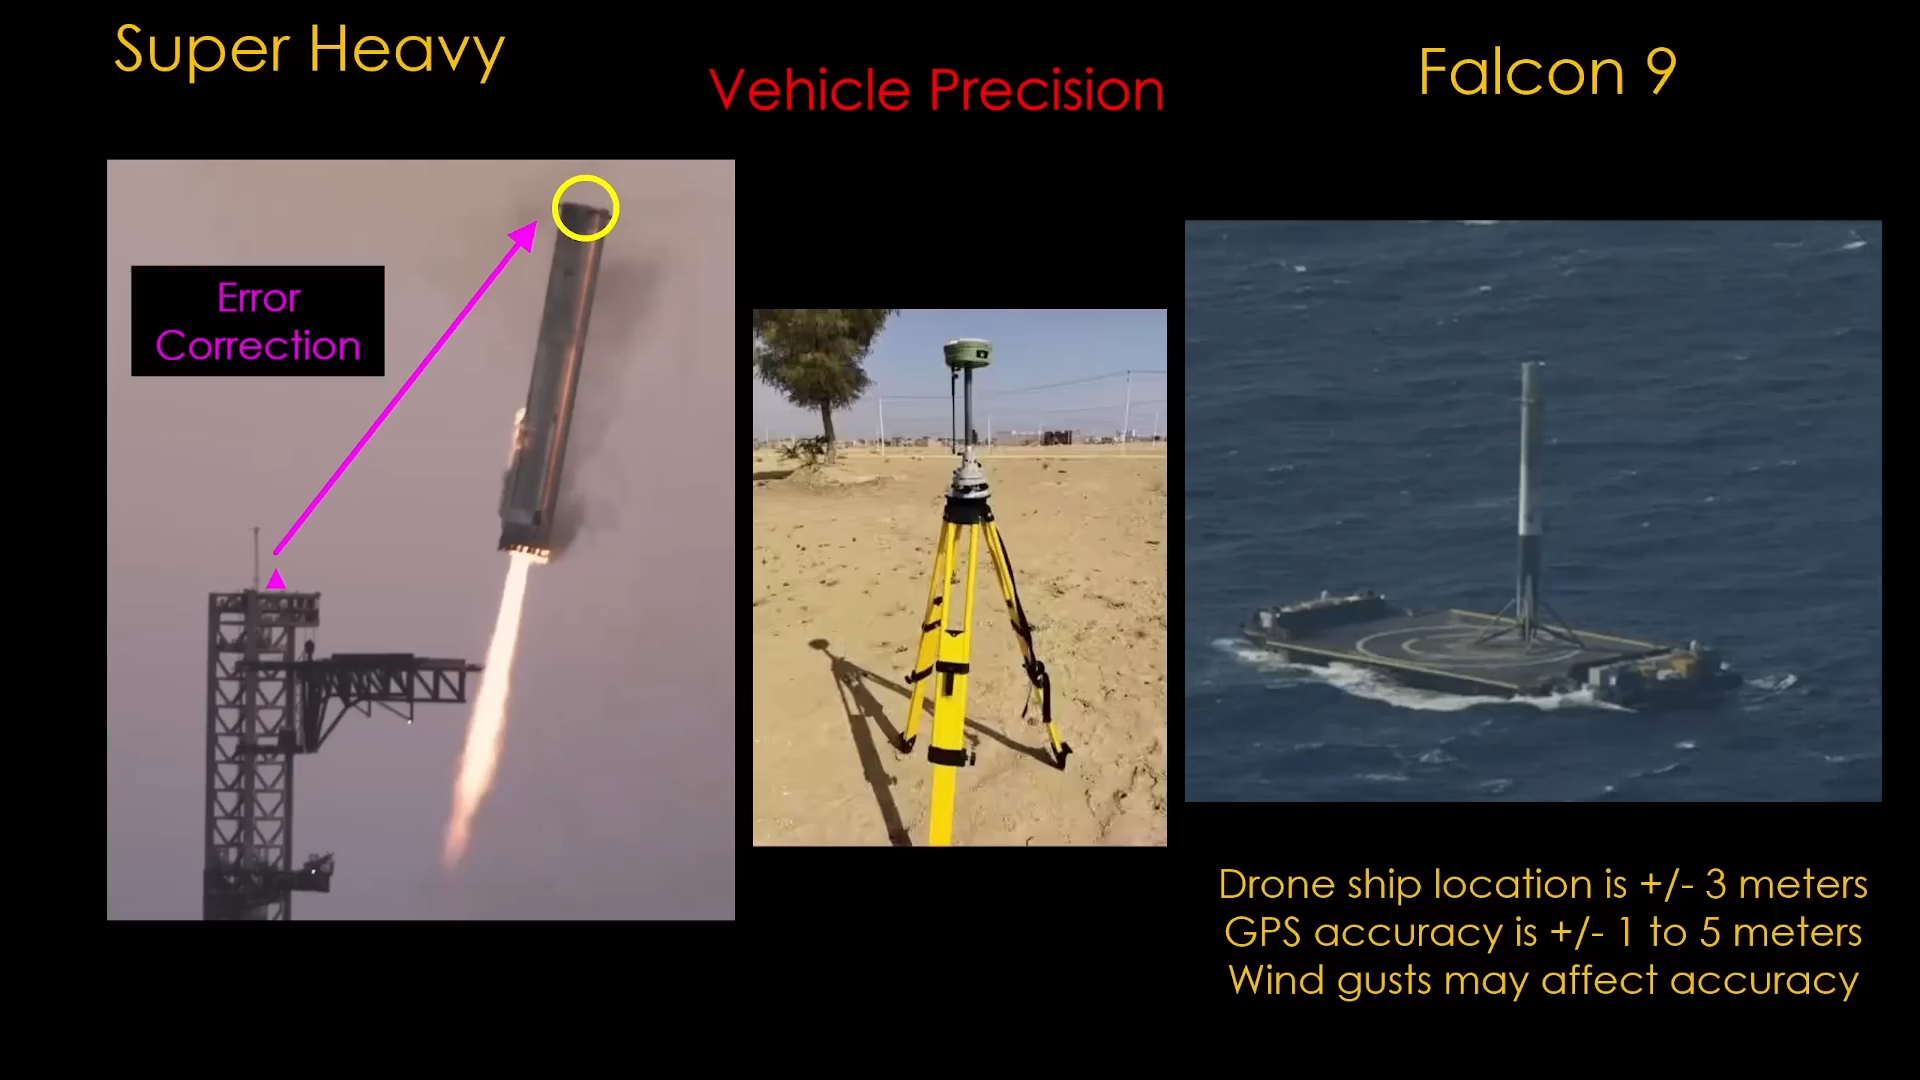 Super Heavy
Vehicle Precision
Falcon 9
Error
Correction
Drone ship location is +/- 3 meters
GPS accuracy is +/- 1 to 5 meters
Wind gusts may affect accuracy